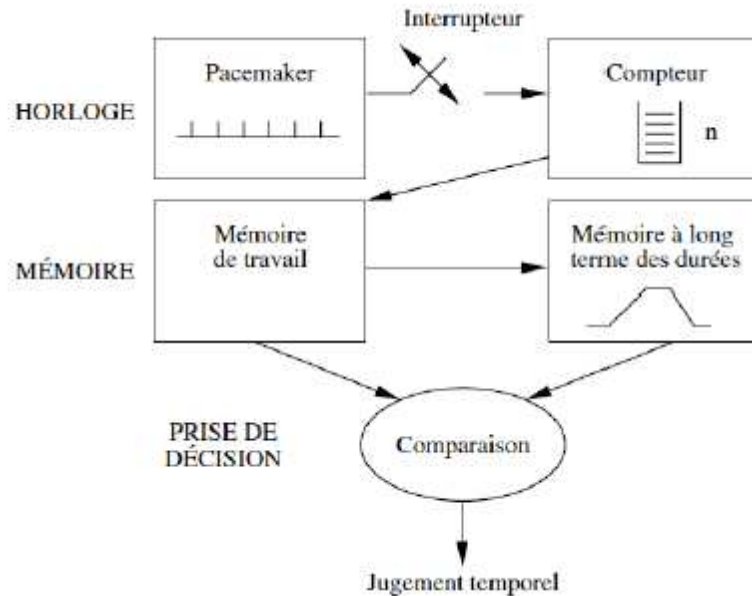 Interrupteur
HORLOGE
Pacemaker
Compteur
n
MÉMOIRE
Mémoire
de travail
Mémoire à long
terme des durées
PRISE DE
DÉCISION
Comparaison
Jugement temporel